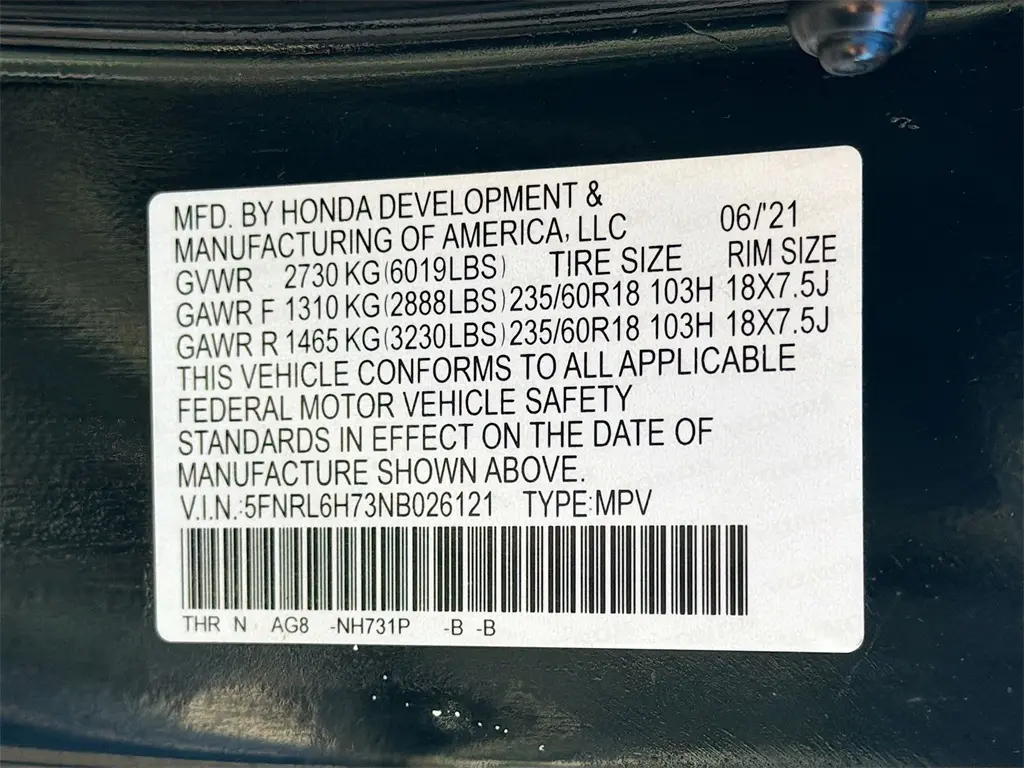 MFD. BY HONDA DEVELOPMENT &
MANUFACTURING OF AMERICA, LLC 06/'21
GVWR 2730 KG(6019LBS) TIRE SIZE RIM SIZE
GAWR F 1310 KG(2888LBS) 235/60R18 103H 18X7.5J
GAWR R 1465 KG(3230LBS) 235/60R18 103H 18X7.5J
THIS VEHICLE CONFORMS TO ALL APPLICABLE
FEDERAL MOTOR VEHICLE SAFETY
STANDARDS IN EFFECT ON THE DATE OF
MANUFACTURE SHOWN ABOVE.
V.I.N.:5FNRL6H73NB026121 TYPE:MPV
THR N AG8 -NH731P -B -B